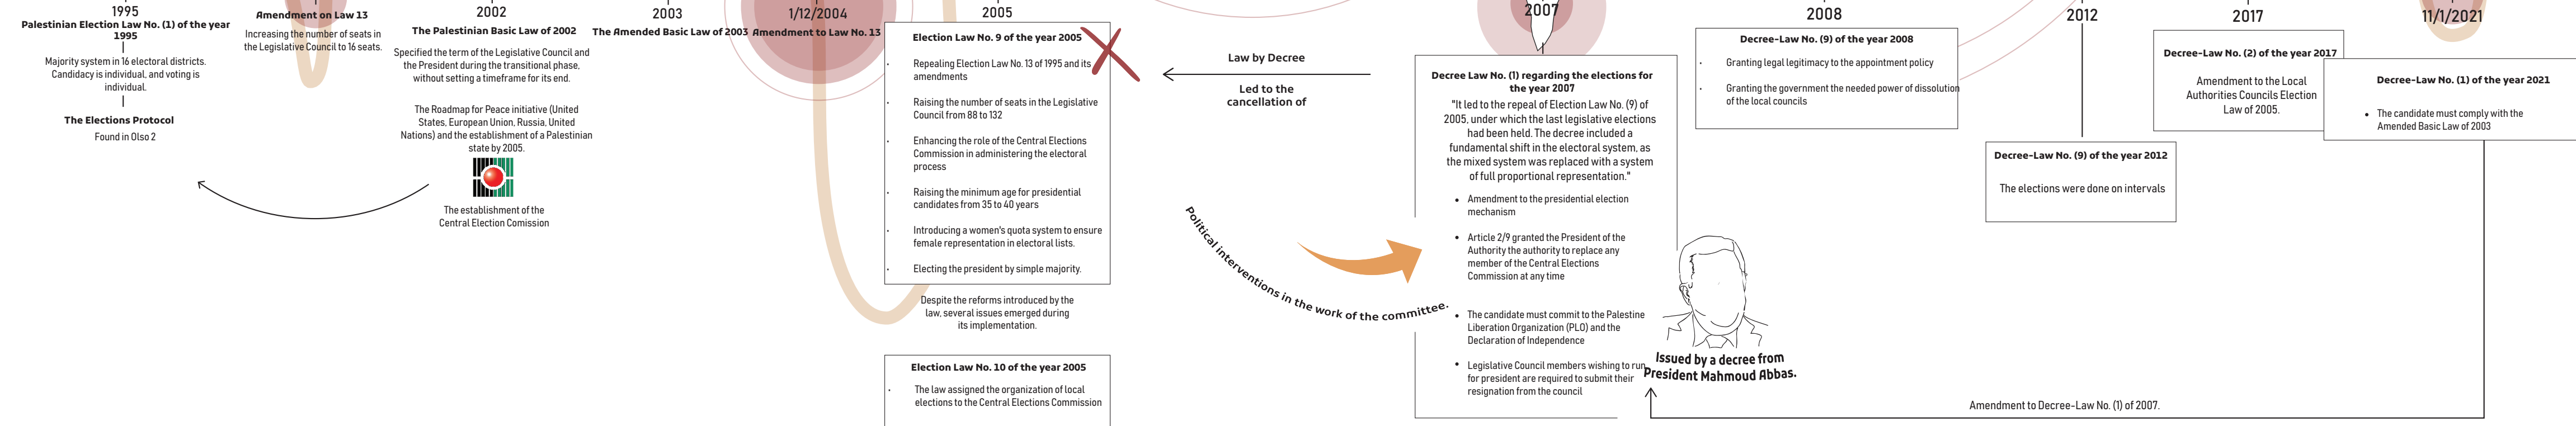 1995
Palestinian Election Law No. (1) of the year
1995
Majority system in 16 electoral districts.
Candidacy is individual, and voting is
individual.
The Elections Protocol
Found in Olso 2
Amendment on Law 13
Increasing the number of seats in
the Legislative Council to 16 seats.
2002
The Palestinian Basic Law of 2002
Specified the term of the Legislative Council and
the President during the transitional phase,
without setting a timeframe for its end.
The Roadmap for Peace initiative (United
States, European Union, Russia, United
Nations) and the establishment of a Palestinian
state by 2005.
The establishment of the
Central Election Comission
2003
The Amended Basic Law of 2003
1/12/2004
Amendment to Law No. 13
2005
Election Law No. 9 of the year 2005
· Repealing Election Law No. 13 of 1995 and its
amendments
· Raising the number of seats in the Legislative
Council from 88 to 132
· Enhancing the role of the Central Elections
Commission in administering the electoral
process
· Raising the minimum age for presidential
candidates from 35 to 40 years
· Introducing a women's quota system to ensure
female representation in electoral lists.
· Electing the president by simple majority.
Despite the reforms introduced by the
law, several issues emerged during
its implementation.
Election Law No. 10 of the year 2005
· The law assigned the organization of local
elections to the Central Elections Commission
Law by Decree
Led to the
cancellation of
Political interventions in the work of the committee.
2007
Decree Law No. (1) regarding the elections for
the year 2007
"It led to the repeal of Election Law No. (9) of
2005, under which the last legislative elections
had been held. The decree included a
fundamental shift in the electoral system, as
the mixed system was replaced with a system
of full proportional representation."
• Amendment to the presidential election
mechanism
• Article 2/9 granted the President of the
Authority the authority to replace any
member of the Central Elections
Commission at any time
• The candidate must commit to the Palestine
Liberation Organization (PLO) and the
Declaration of Independence
• Legislative Council members wishing to run
for president are required to submit their
resignation from the council
Issued by a decree from
President Mahmoud Abbas.
2008
Decree-Law No. (9) of the year 2008
· Granting legal legitimacy to the appointment policy
· Granting the government the needed power of dissolution
of the local councils
2012
Decree-Law No. (9) of the year 2012
The elections were done on intervals
2017
Decree-Law No. (2) of the year 2017
Amendment to the Local
Authorities Councils Election
Law of 2005.
11/1/2021
Decree-Law No. (1) of the year 2021
• The candidate must comply with the
Amended Basic Law of 2003
Amendment to Decree-Law No. (1) of 2007.